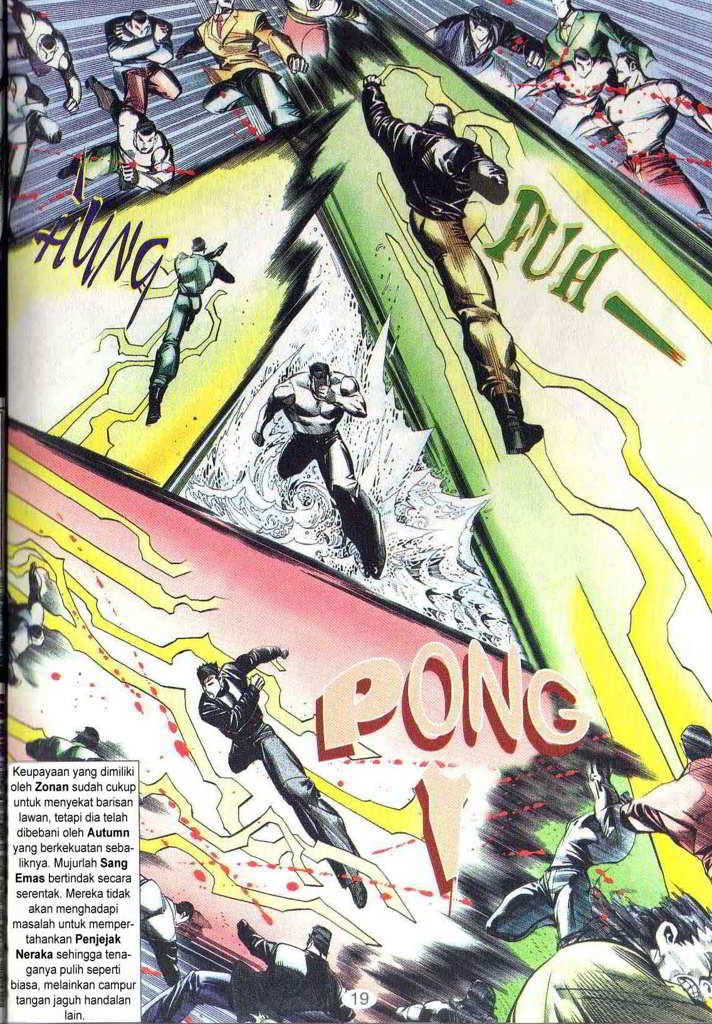 HUNG
FUH—
PONG
!
Keupayaan yang dimiliki
oleh Zonan sudah cukup
untuk menyekat barisan
lawan, tetapi dia telah
dibebani oleh Autumn
yang berkekuatan seba-
liknya. Mujurlah Sang
Emas bertindak secara
serentak. Mereka tidak
akan menghadapi
masalah untuk memper-
tahankan Penjejak
Neraka sehingga tena-
ganya pulih seperti
biasa, melainkan campur
tangan jaguh handalan
lain.
19